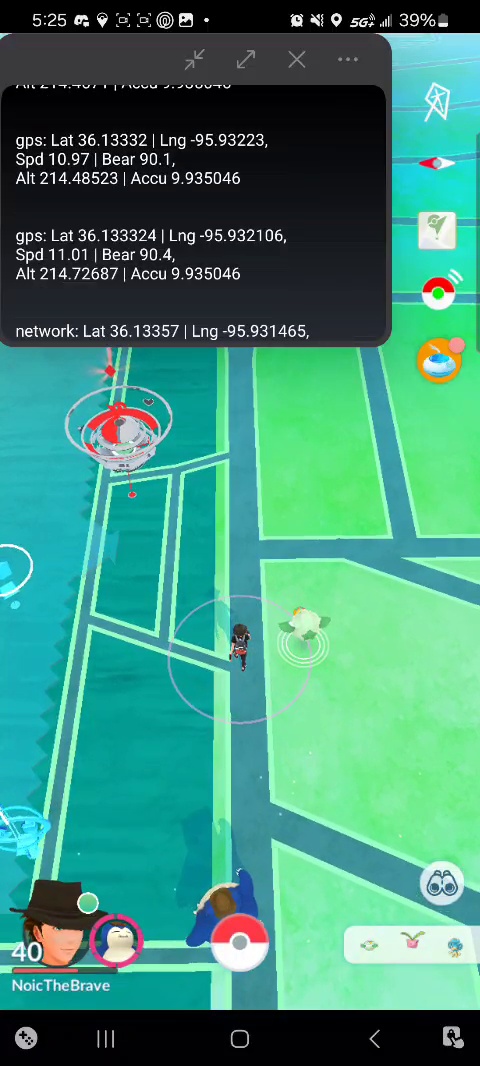 5:25
5G
39%
gps: Lat 36.13332 | Lng -95.93223,
Spd 10.97 | Bear 90.1,
Alt 214.48523 | Accu 9.935046
gps: Lat 36.133324 | Lng -95.932106,
Spd 11.01 | Bear 90.4,
Alt 214.72687 | Accu 9.935046
network: Lat 36.13357 | Lng -95.931465,
40
NoicTheBrave